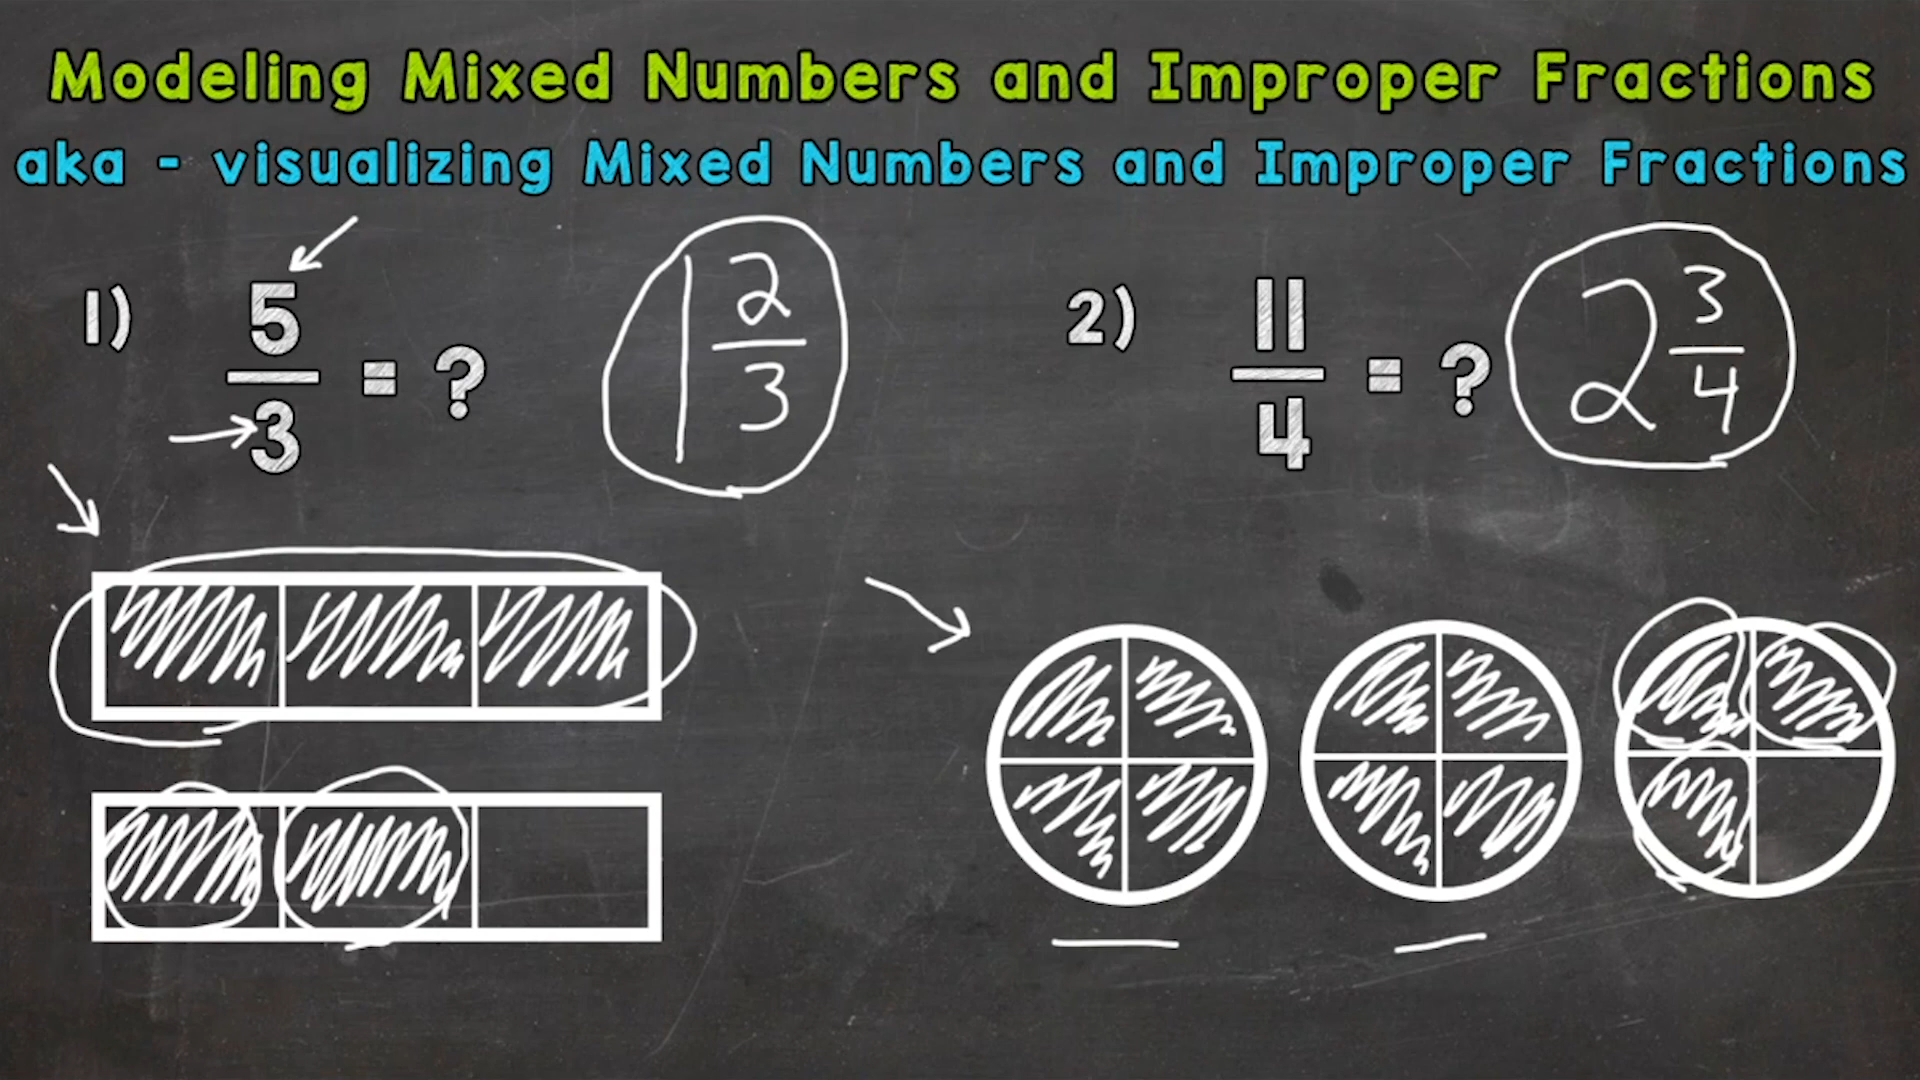 Modeling Mixed Numbers and Improper Fractions
aka - visualizing Mixed Numbers and Improper Fractions
1) 5/3 = ? 1 2/3
2) 11/4 = ? 2 3/4